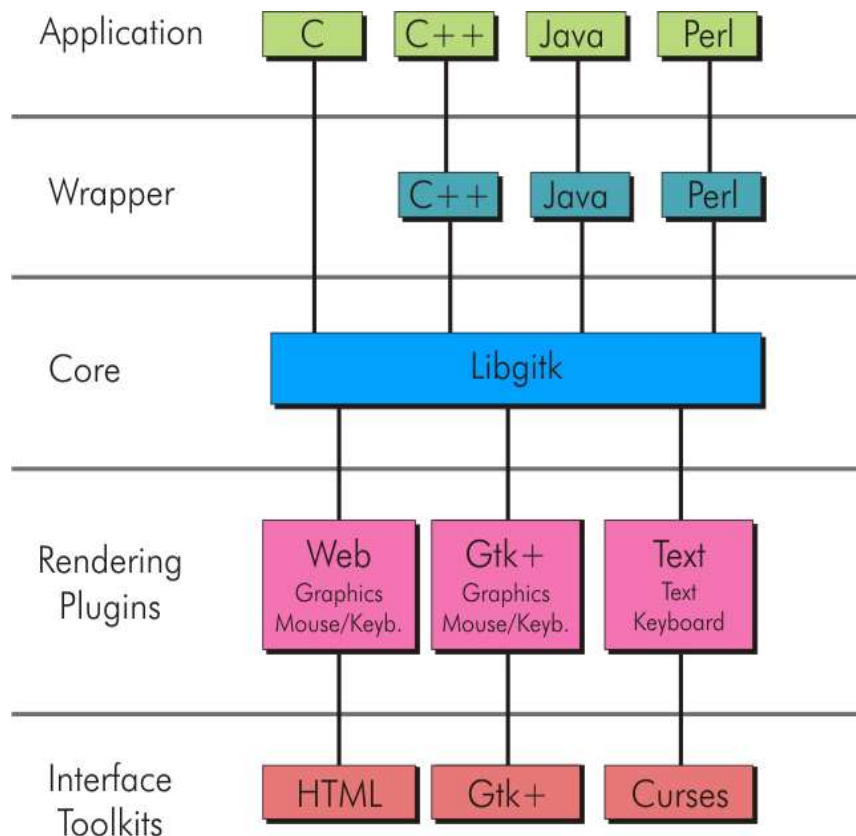 Application
C
C++
Java
Perl
Wrapper
C++
Java
Perl
Core
Libgitk
Rendering
Plugins
Web
Graphics
Mouse/Keyb.
Gtk+
Graphics
Mouse/Keyb.
Text
Text
Keyboard
Interface
Toolkits
HTML
Gtk+
Curses